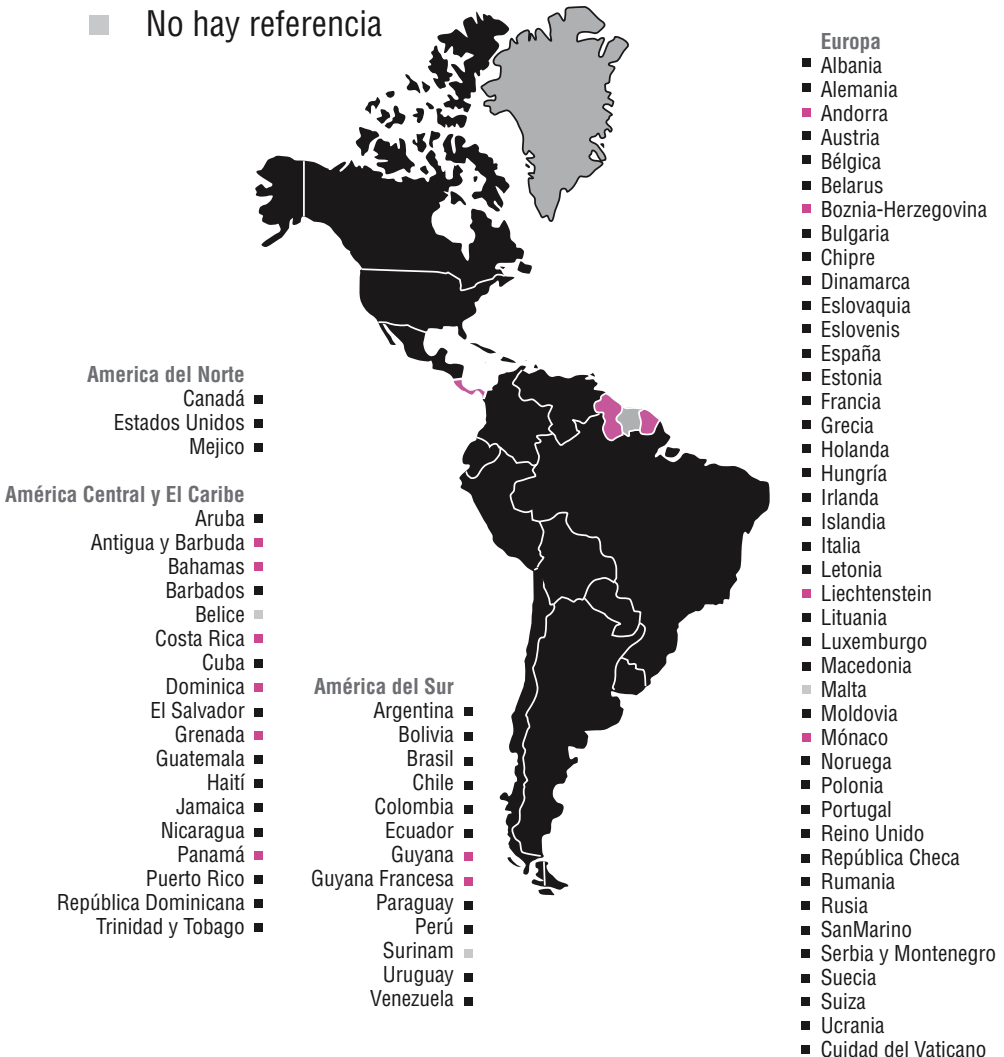 No hay referencia
America del Norte
Canadá
Estados Unidos
Mejico
América Central y El Caribe
Aruba
Antigua y Barbuda
Bahamas
Barbados
Belice
Costa Rica
Cuba
Dominica
El Salvador
Grenada
Guatemala
Haití
Jamaica
Nicaragua
Panamá
Puerto Rico
República Dominicana
Trinidad y Tobago
América del Sur
Argentina
Bolivia
Brasil
Chile
Colombia
Ecuador
Guyana
Guyana Francesa
Paraguay
Perú
Surinam
Uruguay
Venezuela
Europa
Albania
Alemania
Andorra
Austria
Bélgica
Belarus
Boznia-Herzegovina
Bulgaria
Chipre
Dinamarca
Eslovaquia
Eslovenis
España
Estonia
Francia
Grecia
Holanda
Hungría
Irlanda
Islandia
Italia
Letonia
Liechtenstein
Lituania
Luxemburgo
Macedonia
Malta
Moldovia
Mónaco
Noruega
Polonia
Portugal
Reino Unido
República Checa
Rumania
Rusia
SanMarino
Serbia y Montenegro
Suecia
Suiza
Ucrania
Cuidad del Vaticano